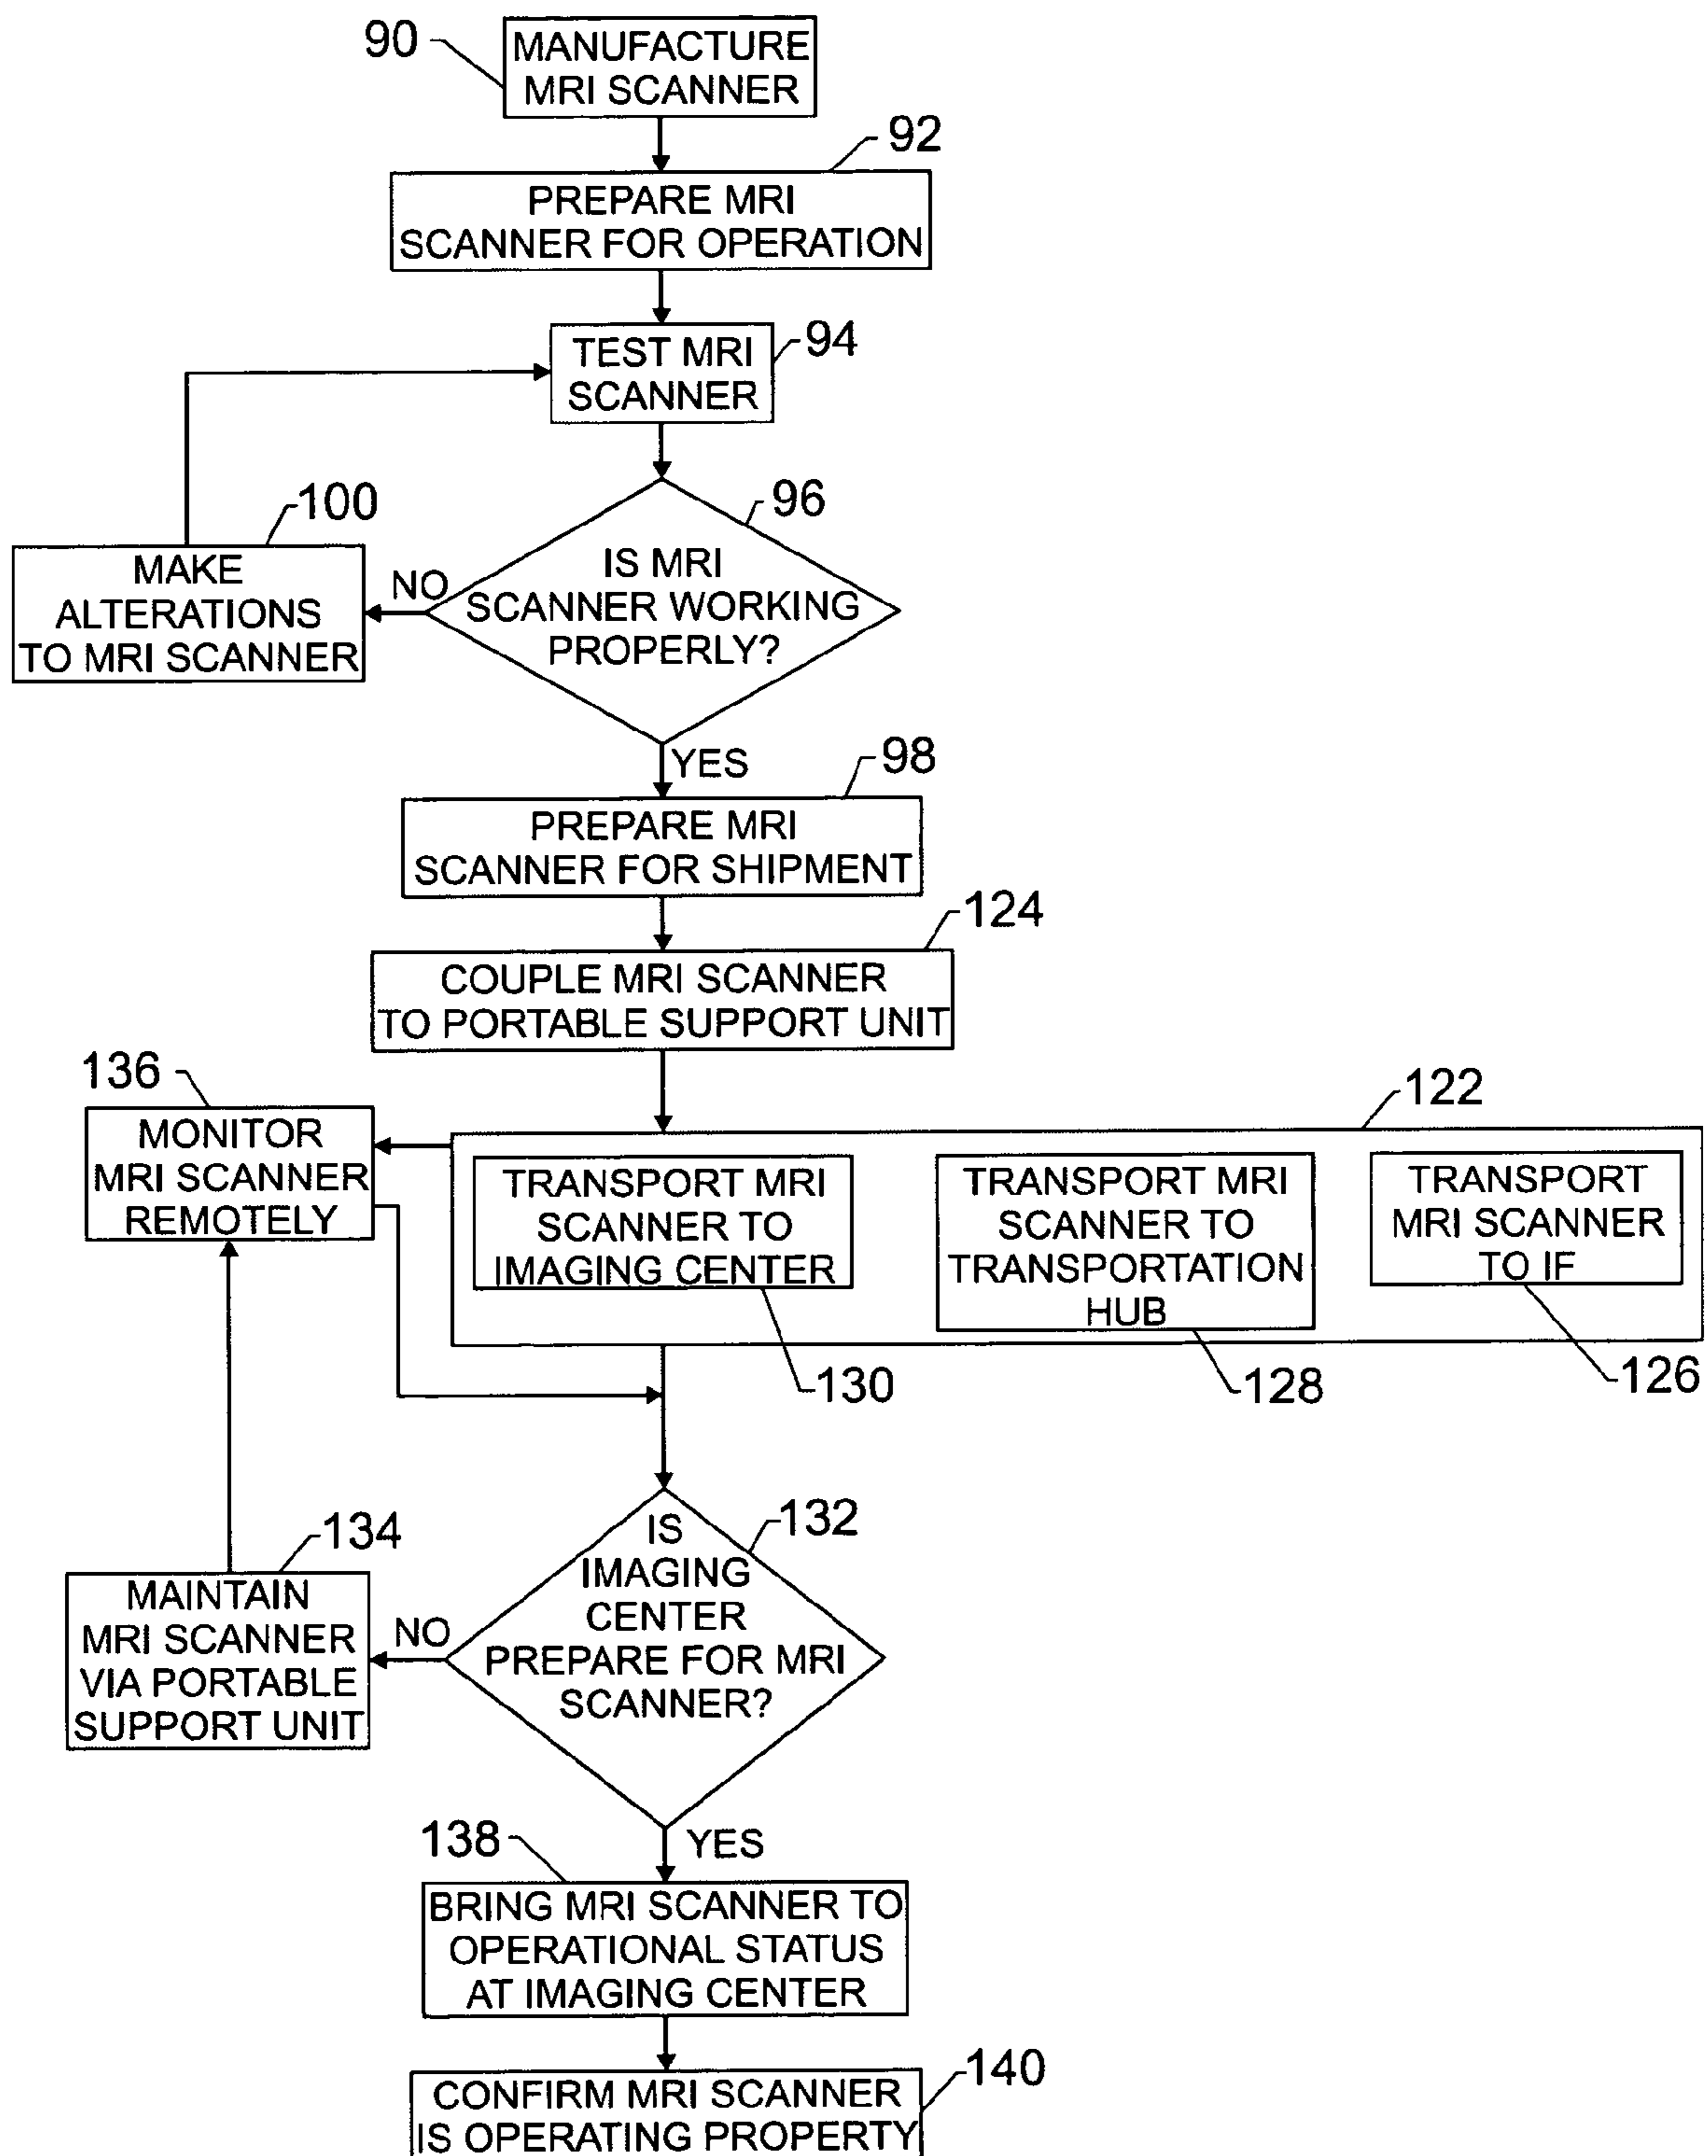 90
MANUFACTURE
MRI SCANNER
92
PREPARE MRI
SCANNER FOR OPERATION
94
TEST MRI
SCANNER
96
IS MRI
SCANNER WORKING
PROPERLY?
NO
100
MAKE
ALTERATIONS
TO MRI SCANNER
YES
98
PREPARE MRI
SCANNER FOR SHIPMENT
124
COUPLE MRI SCANNER
TO PORTABLE SUPPORT UNIT
136
MONITOR
MRI SCANNER
REMOTELY
122
TRANSPORT MRI
SCANNER TO
IMAGING CENTER
130
TRANSPORT MRI
SCANNER TO
TRANSPORTATION
HUB
128
TRANSPORT
MRI SCANNER
TO IF
126
132
IS
IMAGING
CENTER
PREPARE FOR MRI
SCANNER?
NO
134
MAINTAIN
MRI SCANNER
VIA PORTABLE
SUPPORT UNIT
YES
138
BRING MRI SCANNER TO
OPERATIONAL STATUS
AT IMAGING CENTER
140
CONFIRM MRI SCANNER
IS OPERATING PROPERTY